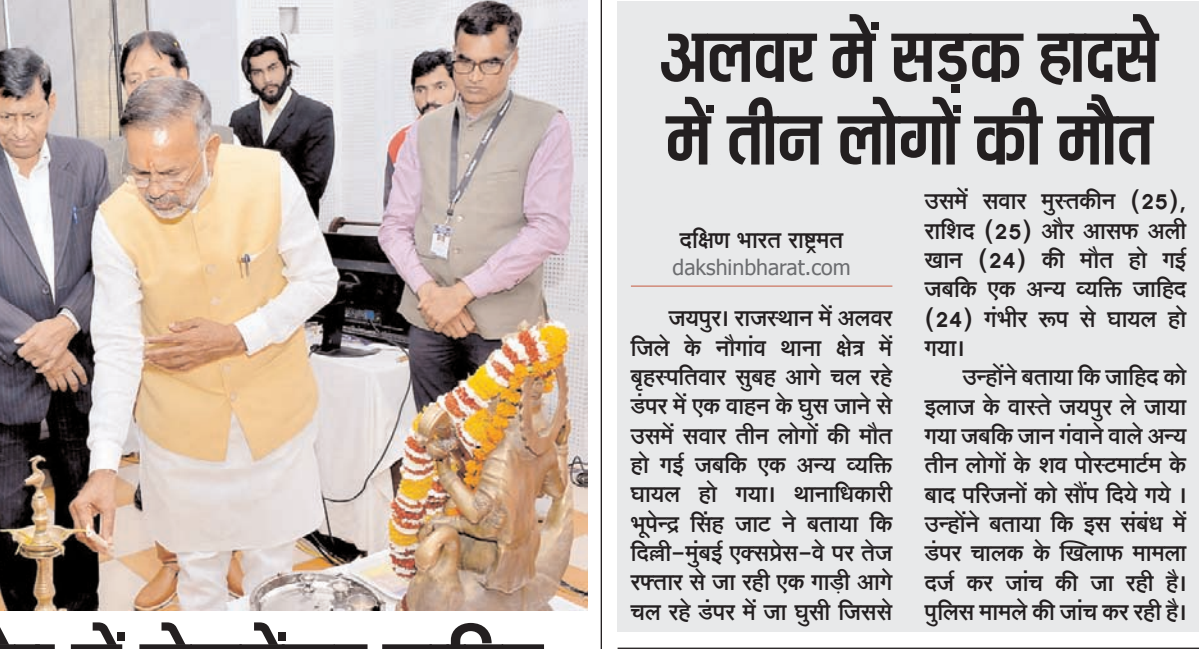 अलवर में सड़क हादसे
में तीन लोगों की मौत
दक्षिण भारत राष्ट्रमत
dakshinbharat.com
जयपुर। राजस्थान में अलवर
जिले के नौगांव थाना क्षेत्र में
बृहस्पतिवार सुबह आगे चल रहे
डंपर में एक वाहन के घुस जाने से
उसमें सवार तीन लोगों की मौत
हो गई जबकि एक अन्य व्यक्ति
घायल हो गया। थानाधिकारी
भूपेन्द्र सिंह जाट ने बताया कि
दिल्ली-मुंबई एक्सप्रेस-वे पर तेज
रफ्तार से जा रही एक गाड़ी आगे
चल रहे डंपर में जा घुसी जिससे
उसमें सवार मुस्तकीन (25),
राशिद (25) और आसफ अली
खान (24) की मौत हो गई
जबकि एक अन्य व्यक्ति जाहिद
(24) गंभीर रूप से घायल हो
गया।
उन्होंने बताया कि जाहिद को
इलाज के वास्ते जयपुर ले जाया
गया जबकि जान गंवाने वाले अन्य
तीन लोगों के शव पोस्टमार्टम के
बाद परिजनों को सौंप दिये गये ।
उन्होंने बताया कि इस संबंध में
डंपर चालक के खिलाफ मामला
दर्ज कर जांच की जा रही है।
पुलिस मामले की जांच कर रही है।